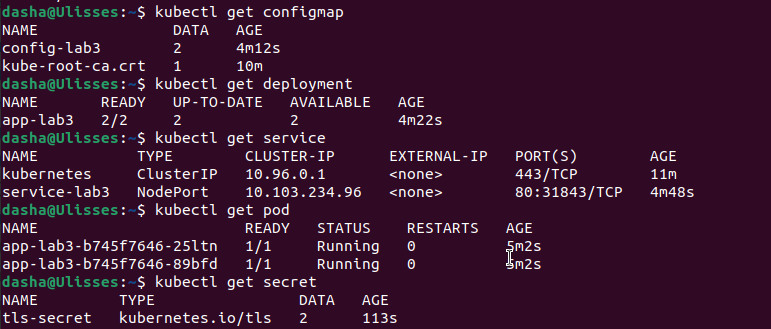 dasha@Ulisses:~$ kubectl get configmap
NAME DATA AGE
config-lab3 2 4m12s
kube-root-ca.crt 1 10m
dasha@Ulisses:~$ kubectl get deployment
NAME READY UP-TO-DATE AVAILABLE AGE
app-lab3 2/2 2 2 4m22s
dasha@Ulisses:~$ kubectl get service
NAME TYPE CLUSTER-IP EXTERNAL-IP PORT(S) AGE
kubernetes ClusterIP 10.96.0.1 <none> 443/TCP 11m
service-lab3 NodePort 10.103.234.96 <none> 80:31843/TCP 4m48s
dasha@Ulisses:~$ kubectl get pod
NAME READY STATUS RESTARTS AGE
app-lab3-b745f7646-25ltn 1/1 Running 0 5m2s
app-lab3-b745f7646-89bfd 1/1 Running 0 5m2s
dasha@Ulisses:~$ kubectl get secret
NAME TYPE DATA AGE
tls-secret kubernetes.io/tls 2 113s